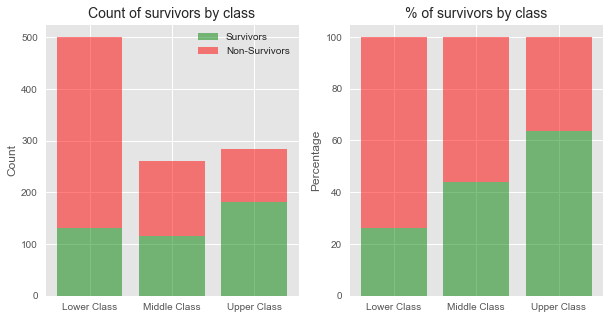 Count of survivors by class
Survivors
Non-Survivors
Count
500
400
300
200
100
0
Lower Class Middle Class Upper Class
% of survivors by class
Percentage
100
80
60
40
20
0
Lower Class Middle Class Upper Class